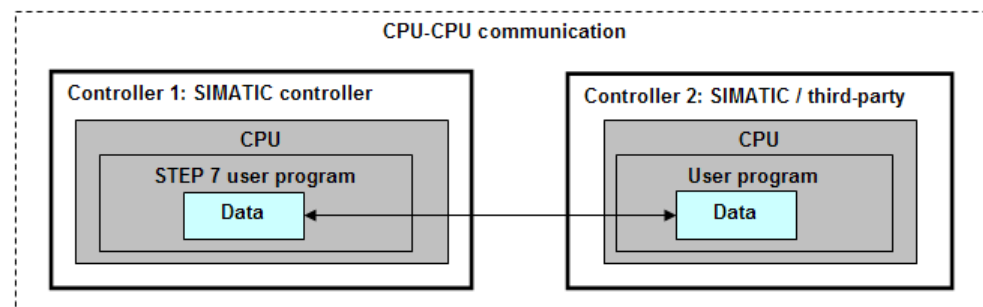 CPU-CPU communication
Controller 1: SIMATIC controller
CPU
STEP 7 user program
Data
Controller 2: SIMATIC / third-party
CPU
User program
Data